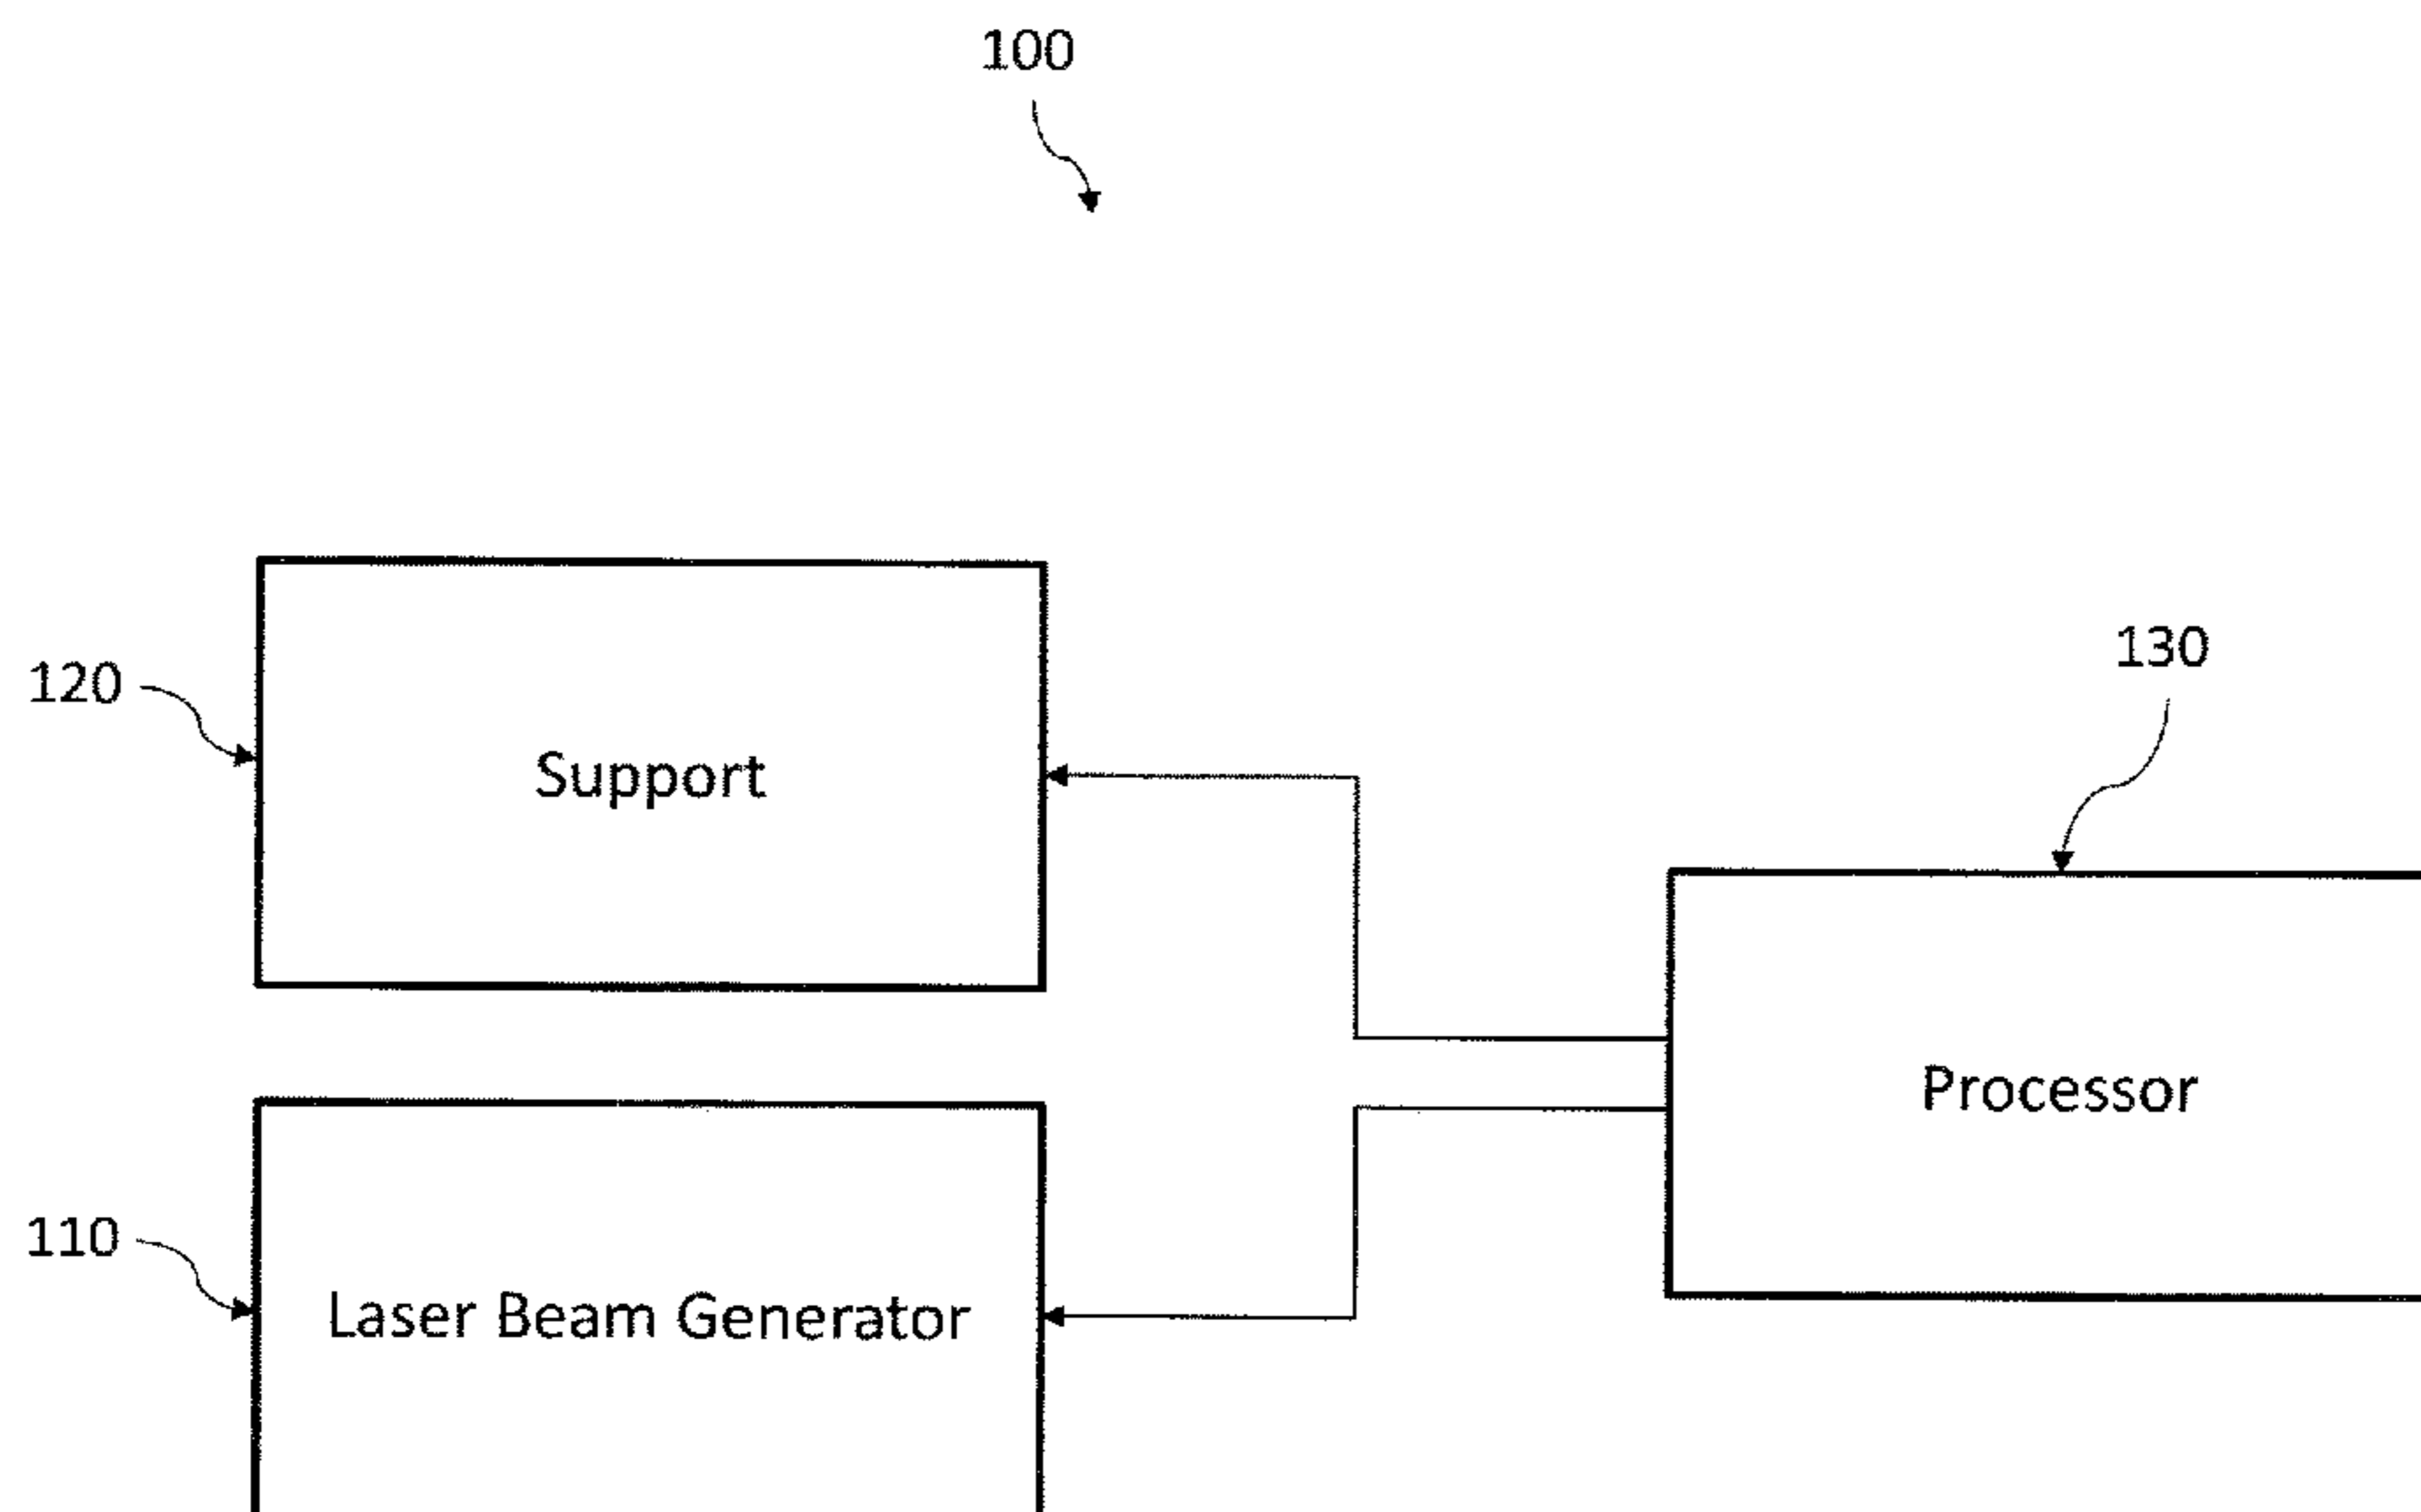 100
120
Support
130
Processor
110
Laser Beam Generator